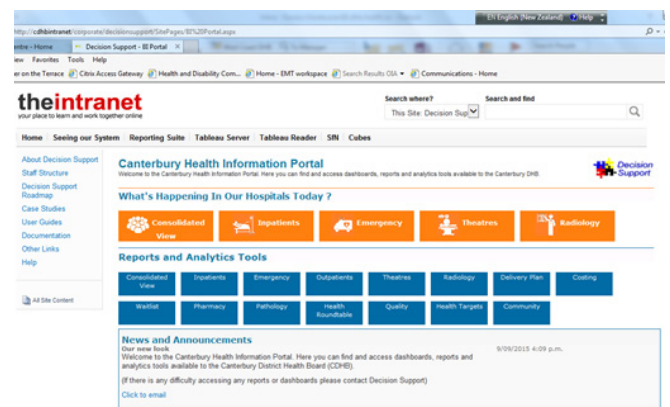 EN English (New Zealand) Help
http://cdhbintranet/corporate/decisionsupport/SitePages/BI%20Portal.aspx
entre - Home Decision Support - BI Portal
iew Favorites Tools Help
er on the Terrace Citrix Access Gateway Health and Disability Com... Home - EMT workspace Search Results OIA Communications - Home
theintranet
your place to learn and work together online
Search where? Search and find
This Site: Decision Sup
Home Seeing our System Reporting Suite Tableau Server Tableau Reader SIN Cubes
About Decision Support
Staff Structure
Decision Support
Roadmap
Case Studies
User Guides
Documentation
Other Links
Help
All Site Content
Canterbury Health Information Portal
Welcome to the Canterbury Health Information Portal. Here you can find and access dashboards, reports and analytics tools available to the Canterbury DHB.
Decision
Support
What's Happening In Our Hospitals Today ?
Consolidated
View
Inpatients
Emergency
Theatres
Radiology
Reports and Analytics Tools
Consolidated
View
Inpatients
Emergency
Outpatients
Theatres
Radiology
Delivery Plan
Costing
Waitlist
Pharmacy
Pathology
Health
Roundtable
Quality
Health Targets
Community
News and Announcements
Our new look
9/09/2015 4:09 p.m.
Welcome to the Canterbury Health Information Portal. Here you can find and access dashboards, reports and
analytics tools available to the Canterbury District Health Board (CDHB).
(If there is any difficulty accessing any reports or dashboards please contact Decision Support)
Click to email